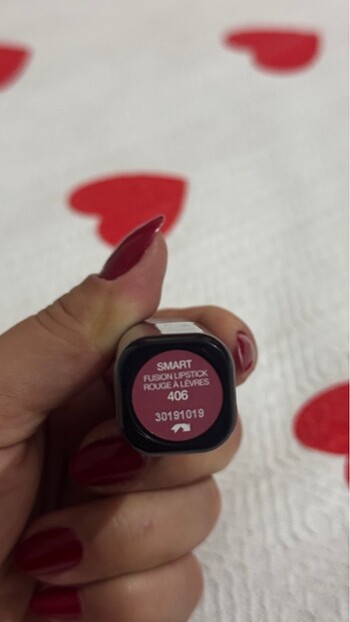 SMART
FUSION LIPSTICK
ROUGE À LÈVRES
406
30191019